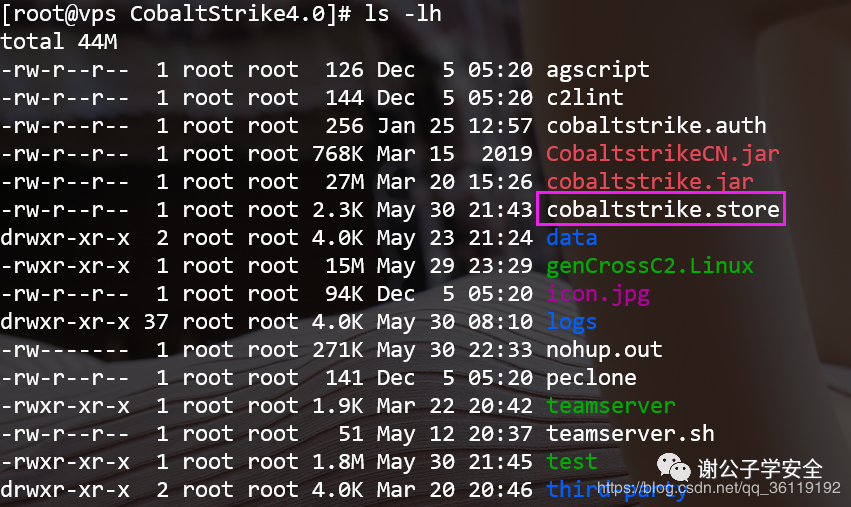 [root@vps CobaltStrike4.0]# ls -lh
total 44M
-rw-r--r-- 1 root root 126 Dec 5 05:20 agscript
-rw-r--r-- 1 root root 144 Dec 5 05:20 c2lint
-rw-r--r-- 1 root root 256 Jan 25 12:57 cobaltstrike.auth
-rw-r--r-- 1 root root 768K Mar 15 2019 CobaltstrikeCN.jar
-rw-r--r-- 1 root root 27M Mar 20 15:26 cobaltstrike.jar
-rw-r--r-- 1 root root 2.3K May 30 21:43 cobaltstrike.store
drwxr-xr-x 2 root root 4.0K May 23 21:24 data
-rwxr-xr-x 1 root root 15M May 29 23:29 genCrossC2.Linux
-rw-r--r-- 1 root root 94K Dec 5 05:20 icon.jpg
drwxr-xr-x 37 root root 4.0K May 30 08:10 logs
-rw------- 1 root root 271K May 30 22:33 nohup.out
-rw-r--r-- 1 root root 141 Dec 5 05:20 peclone
-rwxr-xr-x 1 root root 1.9K Mar 22 20:42 teamserver
-rw-r--r-- 1 root root 51 May 12 20:37 teamserver.sh
-rwxr-xr-x 1 root root 1.8M May 30 21:45 test
drwxr-xr-x 2 root root 4.0K Mar 20 20:46 third-party
谢公子学安全
https://blog.csdn.net/qq_36119192